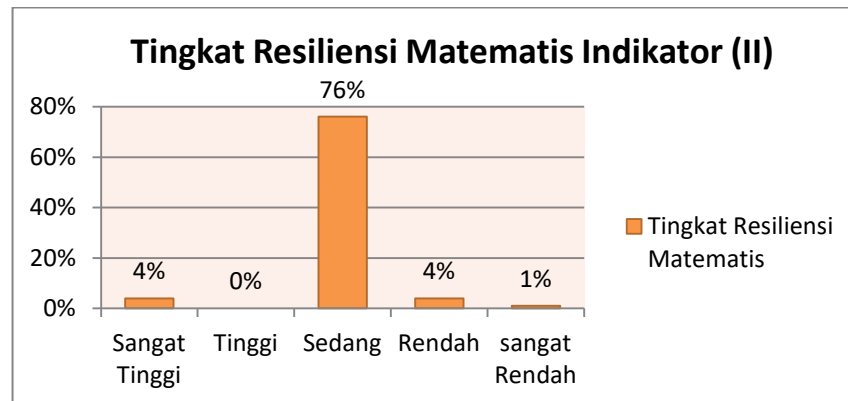 Tingkat Resiliensi Matematis Indikator (II)
76%
80%
60%
40%
20%
0%
4%
0%
4%
1%
Sangat
Tinggi
Tinggi
Sedang
Rendah
sangat
Rendah
Tingkat Resiliensi
Matematis